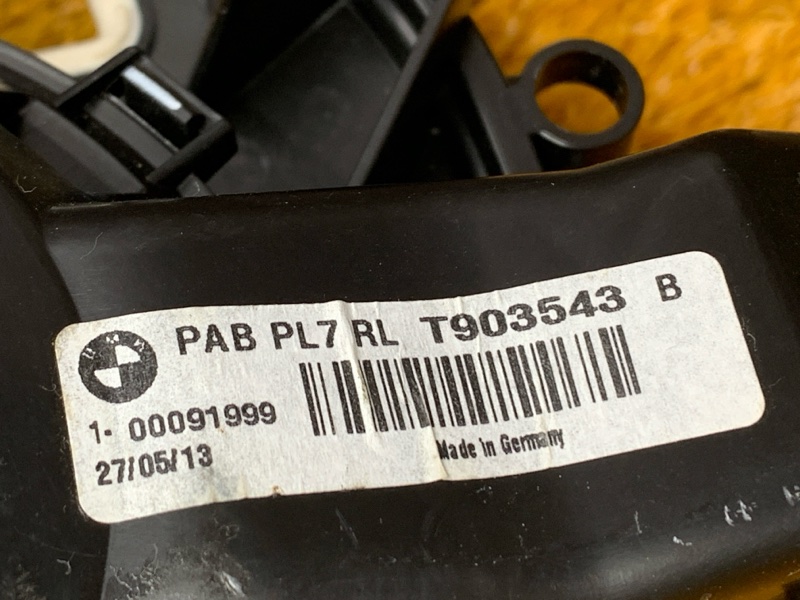 PAB PL7 RL T903543 B
1- 00091999
27/05/13
Made in Germany